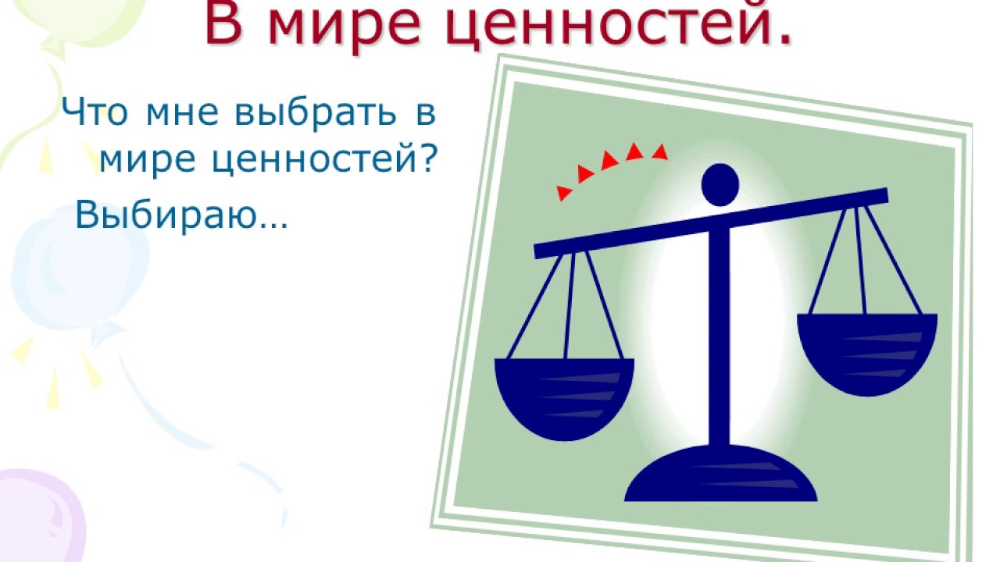 В мире ценностей.
Что мне выбрать в
мире ценностей?
Выбираю…